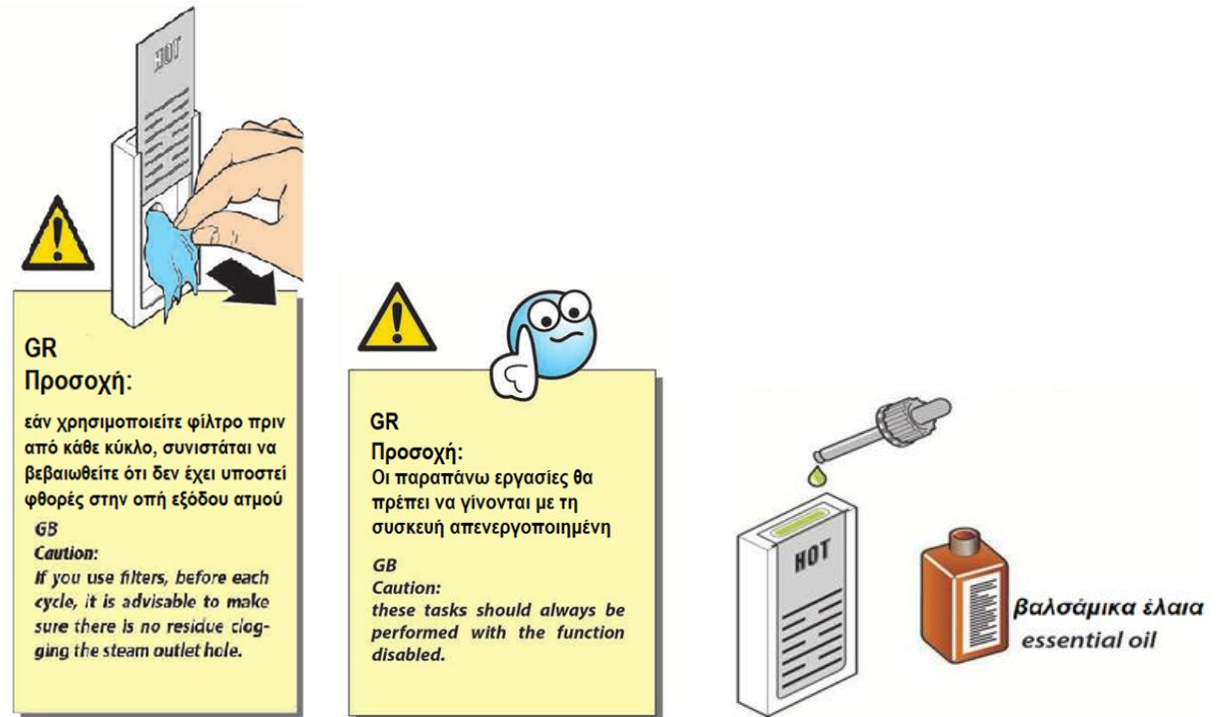 HOT
GR
Προσοχή:
εάν χρησιμοποιείτε φίλτρο πριν
από κάθε κύκλο, συνιστάται να
βεβαιωθείτε ότι δεν έχει υποστεί
φθορές στην οπή εξόδου ατμού
GB
Caution:
If you use filters, before each
cycle, it is advisable to make
sure there is no residue clog-
ging the steam outlet hole.
GR
Προσοχή:
Οι παραπάνω εργασίες θα
πρέπει να γίνονται με τη
συσκευή απενεργοποιημένη
GB
Caution:
these tasks should always be
performed with the function
disabled.
HOT
βαλσάμικα έλαια
essential oil